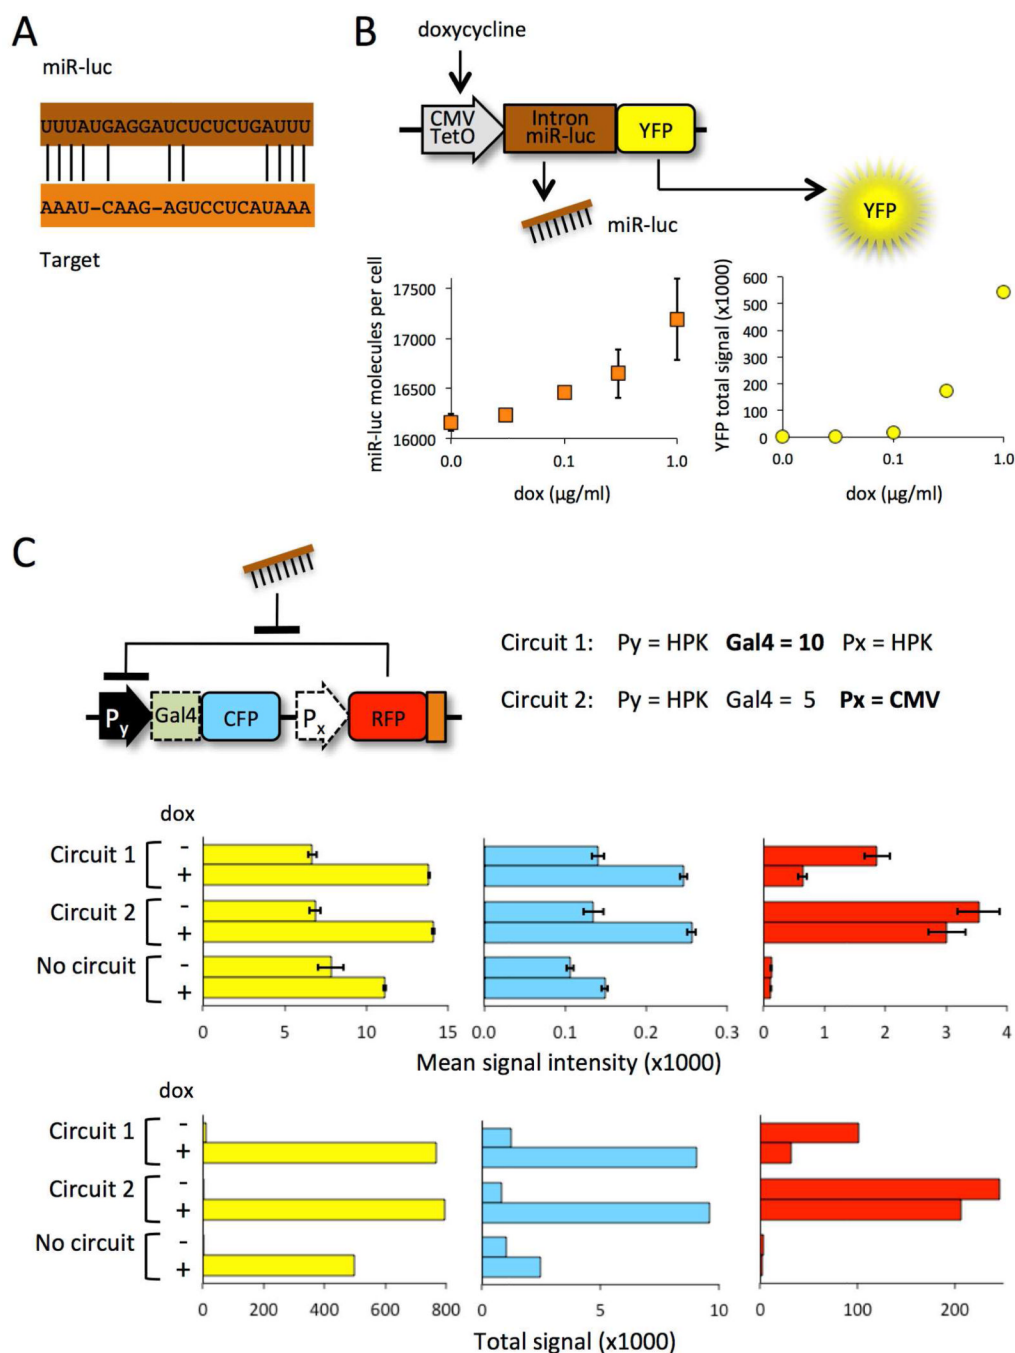 A
miR-luc
UUUAUGAGGAUCUCUCUGAUUU
AAAU-CAAG-AGUCCUCAUAAA
Target
B
doxycycline
CMV
TetO
Intron
miR-luc
YFP
miR-luc
YFP
miR-luc molecules per cell
17500
17000
16500
16000
0.0
0.1
1.0
dox (µg/ml)
YFP total signal (x1000)
600
500
400
300
200
100
0
0.0
0.1
1.0
dox (µg/ml)
C
Circuit 1: Py = HPK Gal4 = 10 Px = HPK
Circuit 2: Py = HPK Gal4 = 5 Px = CMV
Py
Gal4
CFP
Px
RFP
dox
Circuit 1
-
+
Circuit 2
-
+
No circuit
-
+
0 5 10 15
0.0 0.1 0.2 0.3
0 1 2 3 4
Mean signal intensity (x1000)
dox
Circuit 1
-
+
Circuit 2
-
+
No circuit
-
+
0 200 400 600 800
0 5 10
0 100 200
Total signal (x1000)